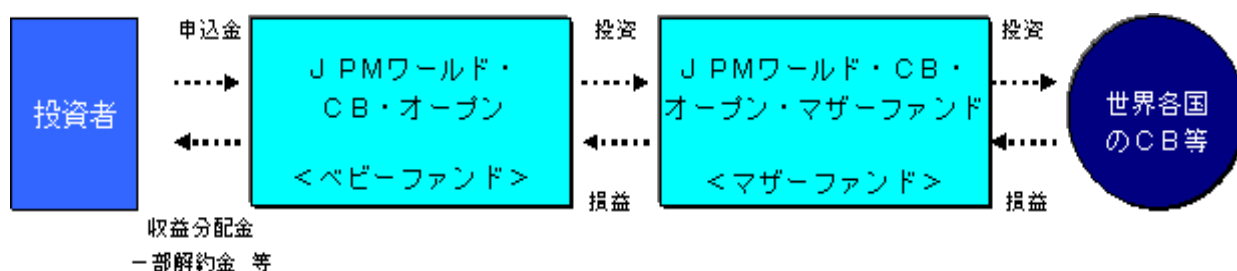 申込金
投資
投資
投資者
JPMワールド・
CB・オープン
<ベビーファンド>
JPMワールド・CB・
オープン・マザーファンド
<マザーファンド>
世界各国
のCB等
損益
損益
収益分配金
一部解約金 等